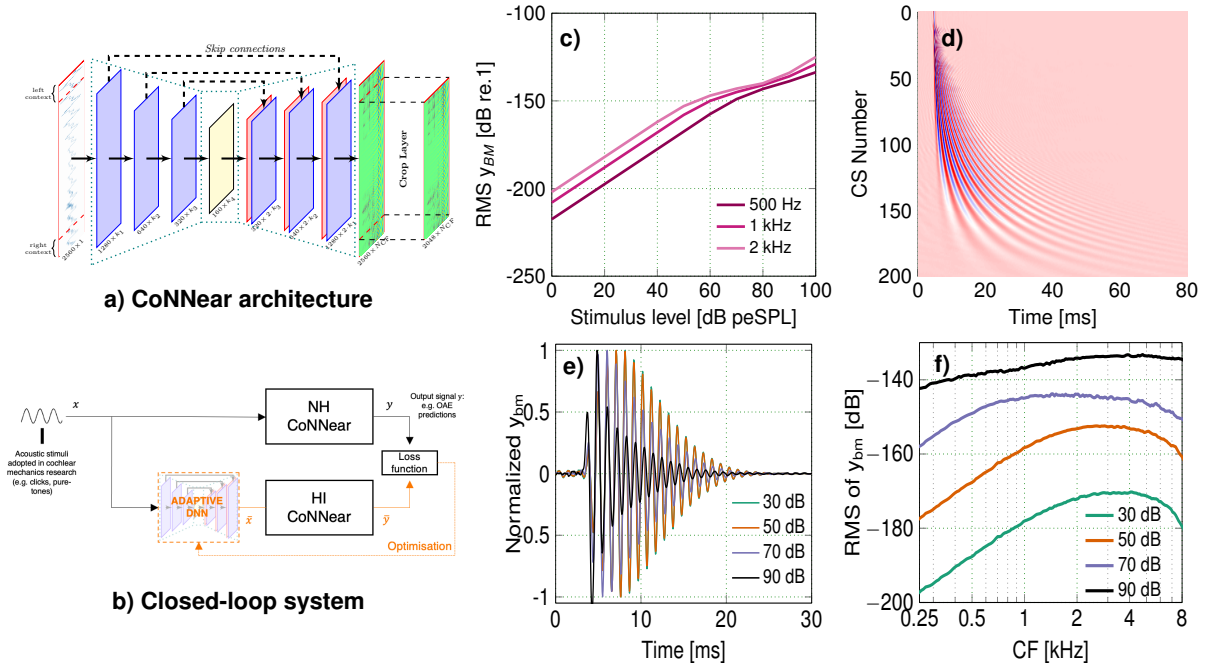 Skip connections
left
context
right
context
2560 × 1
1280 × k₁
640 × k₂
320 × k₃
160 × k₄
320 × 2·k₃
640 × 2·k₂
1280 × 2·k₁
2560 × N_CF
Crop Layer
2048 × N_CF
a) CoNNear architecture
x
NH
CoNNear
y
Output signal y:
e.g. OAE
predictions
Acoustic stimuli
adopted in cochlear
mechanics research
(e.g. clicks, pure-
tones)
Loss
function
ADAPTIVE
DNN
x̄
HI
CoNNear
ȳ
Optimisation
b) Closed-loop system
c)
RMS y_BM [dB re.1]
-100
-150
-200
-250
500 Hz
1 kHz
2 kHz
0 20 40 60 80 100
Stimulus level [dB peSPL]
d)
CS Number
0
50
100
150
200
0 20 40 60 80
Time [ms]
e)
Normalized y_bm
1
0.5
0
-0.5
-1
30 dB
50 dB
70 dB
90 dB
0 10 20 30
Time [ms]
f)
RMS of y_bm [dB]
−130
−140
−160
−180
−200
30 dB
50 dB
70 dB
90 dB
0.25 0.5 1 2 4 8
CF [kHz]